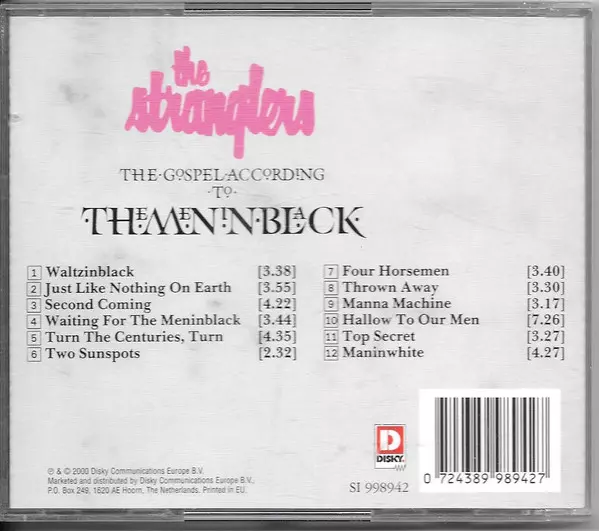 the
stranglers
THE·GOSPEL·ACCORDING
·TO·
·THEMENINBLACK·
1 Waltzinblack [3.38]
2 Just Like Nothing On Earth [3.55]
3 Second Coming [4.22]
4 Waiting For The Meninblack [3.44]
5 Turn The Centuries, Turn [4.35]
6 Two Sunspots [2.32]
7 Four Horsemen [3.40]
8 Thrown Away [3.30]
9 Manna Machine [3.17]
10 Hallow To Our Men [7.26]
11 Top Secret [3.27]
12 Maninwhite [4.27]
℗ & © 2000 Disky Communications Europe B.V.
Marketed and distributed by Disky Communications Europe B.V.
P.O. Box 249, 1620 AE Hoorn, The Netherlands. Printed in EU.
D
DISKY
SI 998942
0 724389 989427